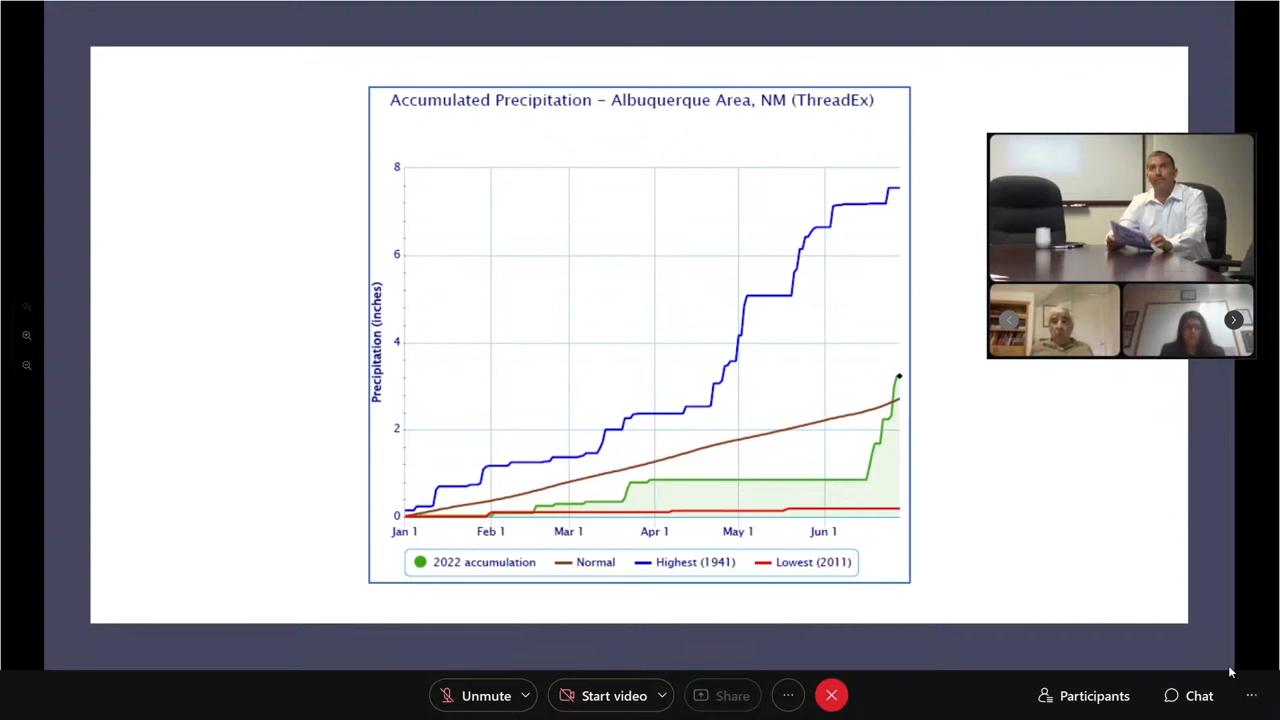 Accumulated Precipitation – Albuquerque Area, NM (ThreadEx)
8
6
4
2
0
Precipitation (inches)
Jan 1 Feb 1 Mar 1 Apr 1 May 1 Jun 1
2022 accumulation Normal Highest (1941) Lowest (2011)
Unmute Start video Share Participants Chat